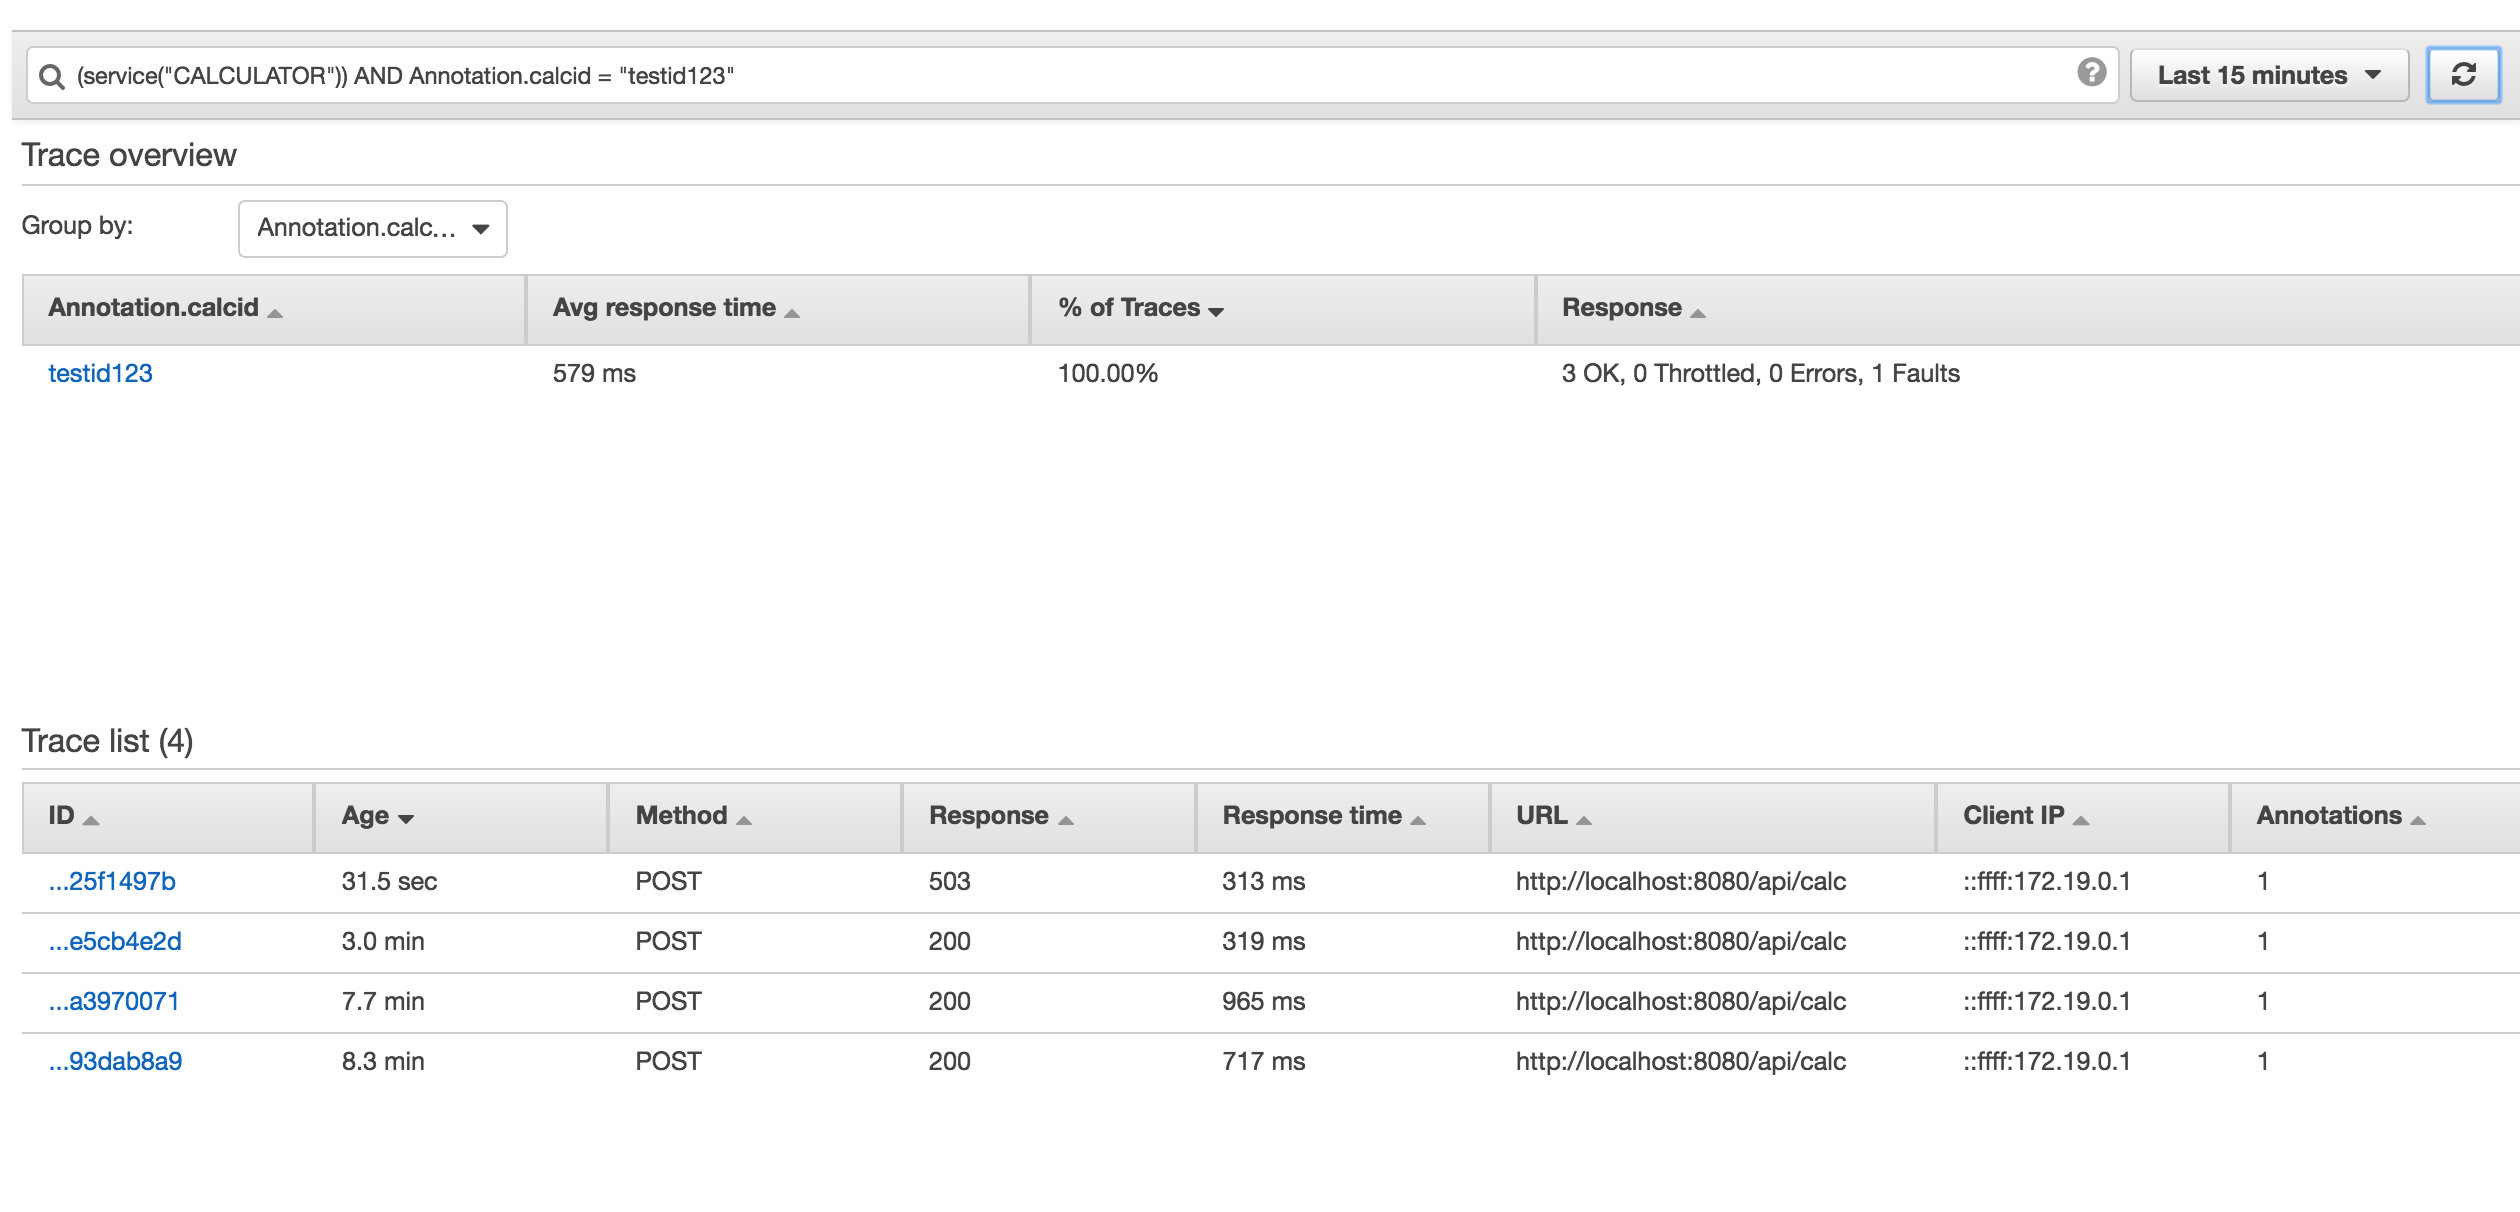 (service("CALCULATOR")) AND Annotation.calcid = "testid123" ? Last 15 minutes
Trace overview
Group by: Annotation.calc...
Annotation.calcid Avg response time % of Traces Response
testid123 579 ms 100.00% 3 OK, 0 Throttled, 0 Errors, 1 Faults
Trace list (4)
ID Age Method Response Response time URL Client IP Annotations
...25f1497b 31.5 sec POST 503 313 ms http://localhost:8080/api/calc ::ffff:172.19.0.1 1
...e5cb4e2d 3.0 min POST 200 319 ms http://localhost:8080/api/calc ::ffff:172.19.0.1 1
...a3970071 7.7 min POST 200 965 ms http://localhost:8080/api/calc ::ffff:172.19.0.1 1
...93dab8a9 8.3 min POST 200 717 ms http://localhost:8080/api/calc ::ffff:172.19.0.1 1